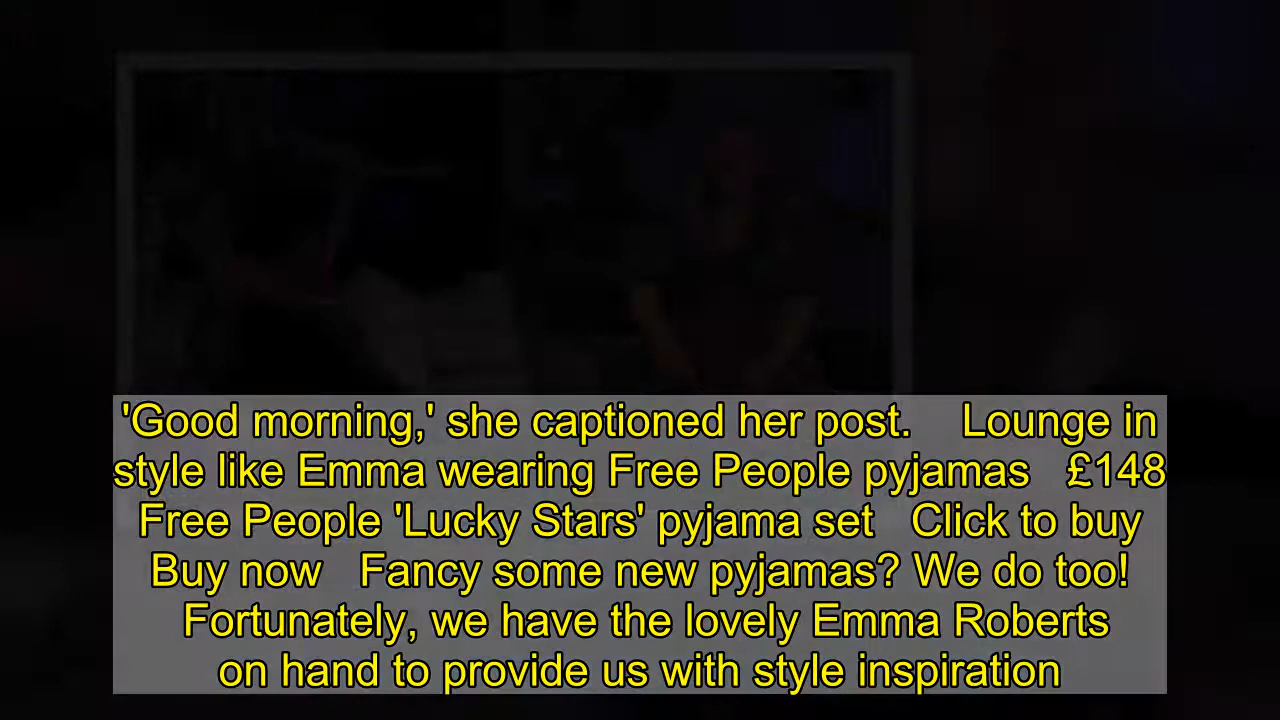 'Good morning,' she captioned her post.    Lounge in
style like Emma wearing Free People pyjamas   £148
Free People 'Lucky Stars' pyjama set   Click to buy
Buy now   Fancy some new pyjamas? We do too!
Fortunately, we have the lovely Emma Roberts
on hand to provide us with style inspiration